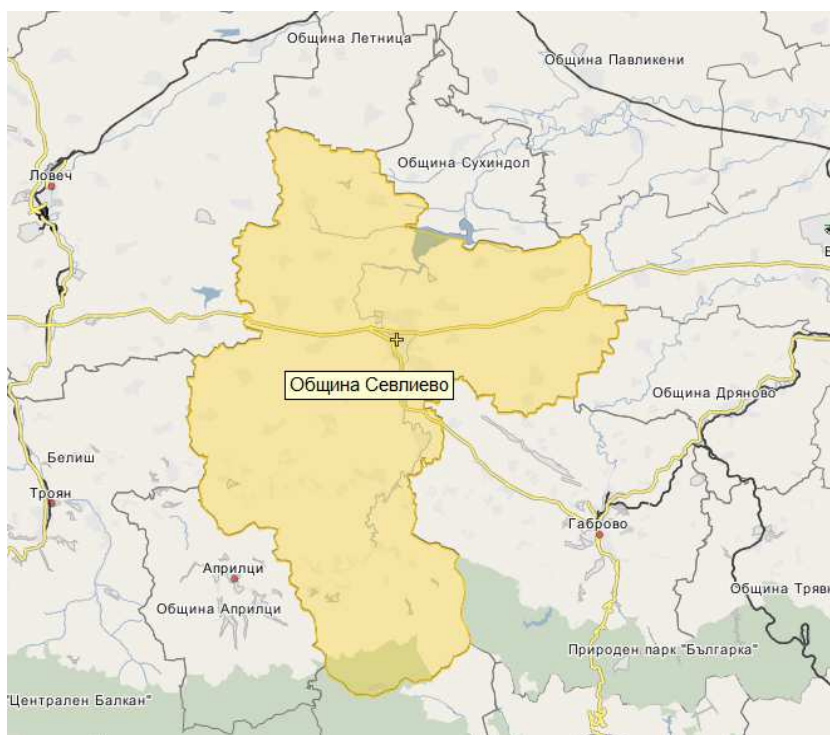 Община Летница
Община Павликени
Община Сухиндол
Ловеч
Община Севлиево
Община Дряново
Белиш
Троян
Габрово
Априлци
Община Априлци
Община Трявн
Природен парк "Българка"
"Централен Балкан"